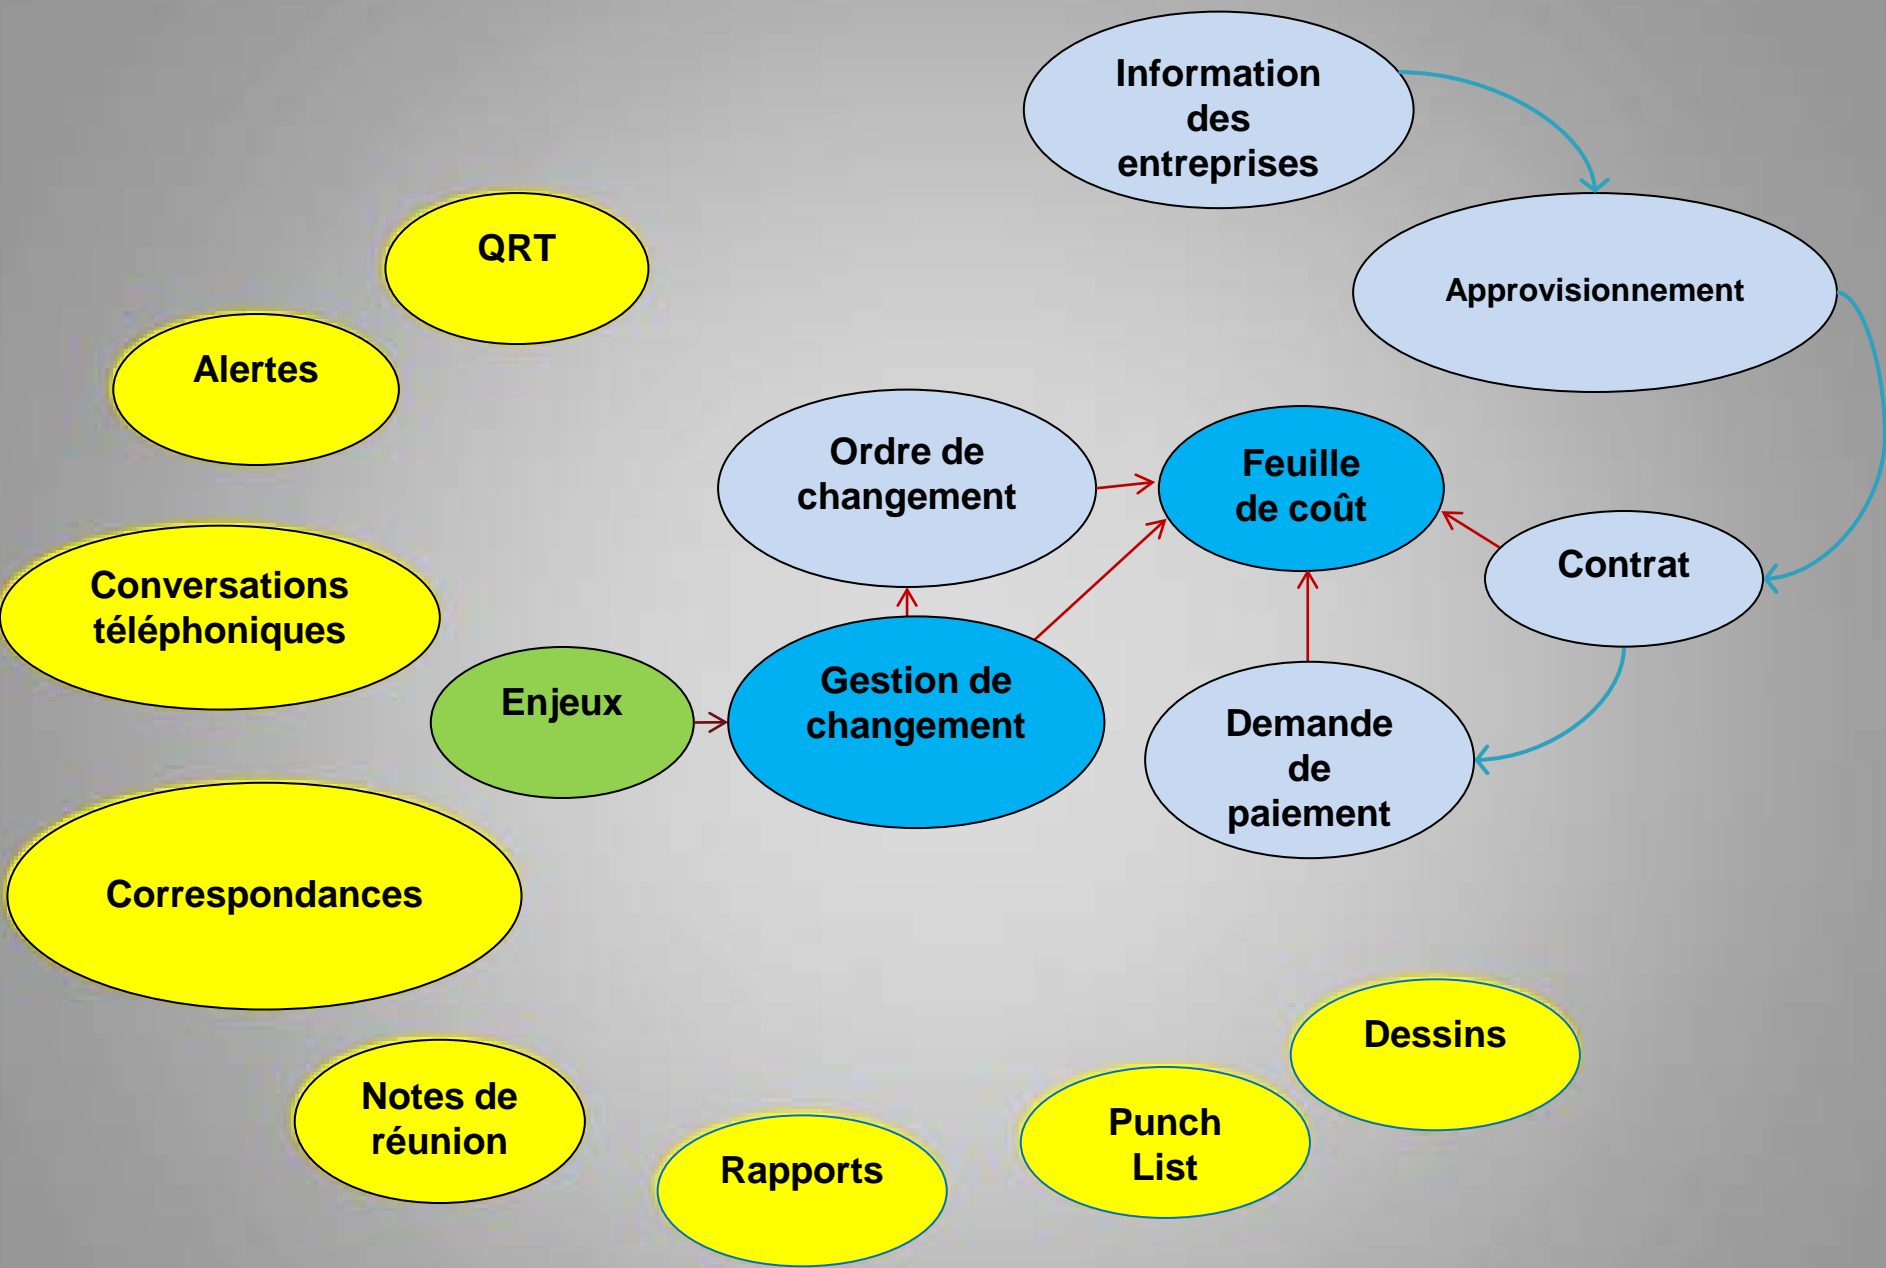 Information
des
entreprises
QRT
Approvisionnement
Alertes
Ordre de
changement
Feuille
de coût
Contrat
Conversations
téléphoniques
Enjeux
Gestion de
changement
Demande
de
paiement
Correspondances
Dessins
Notes de
réunion
Punch
List
Rapports